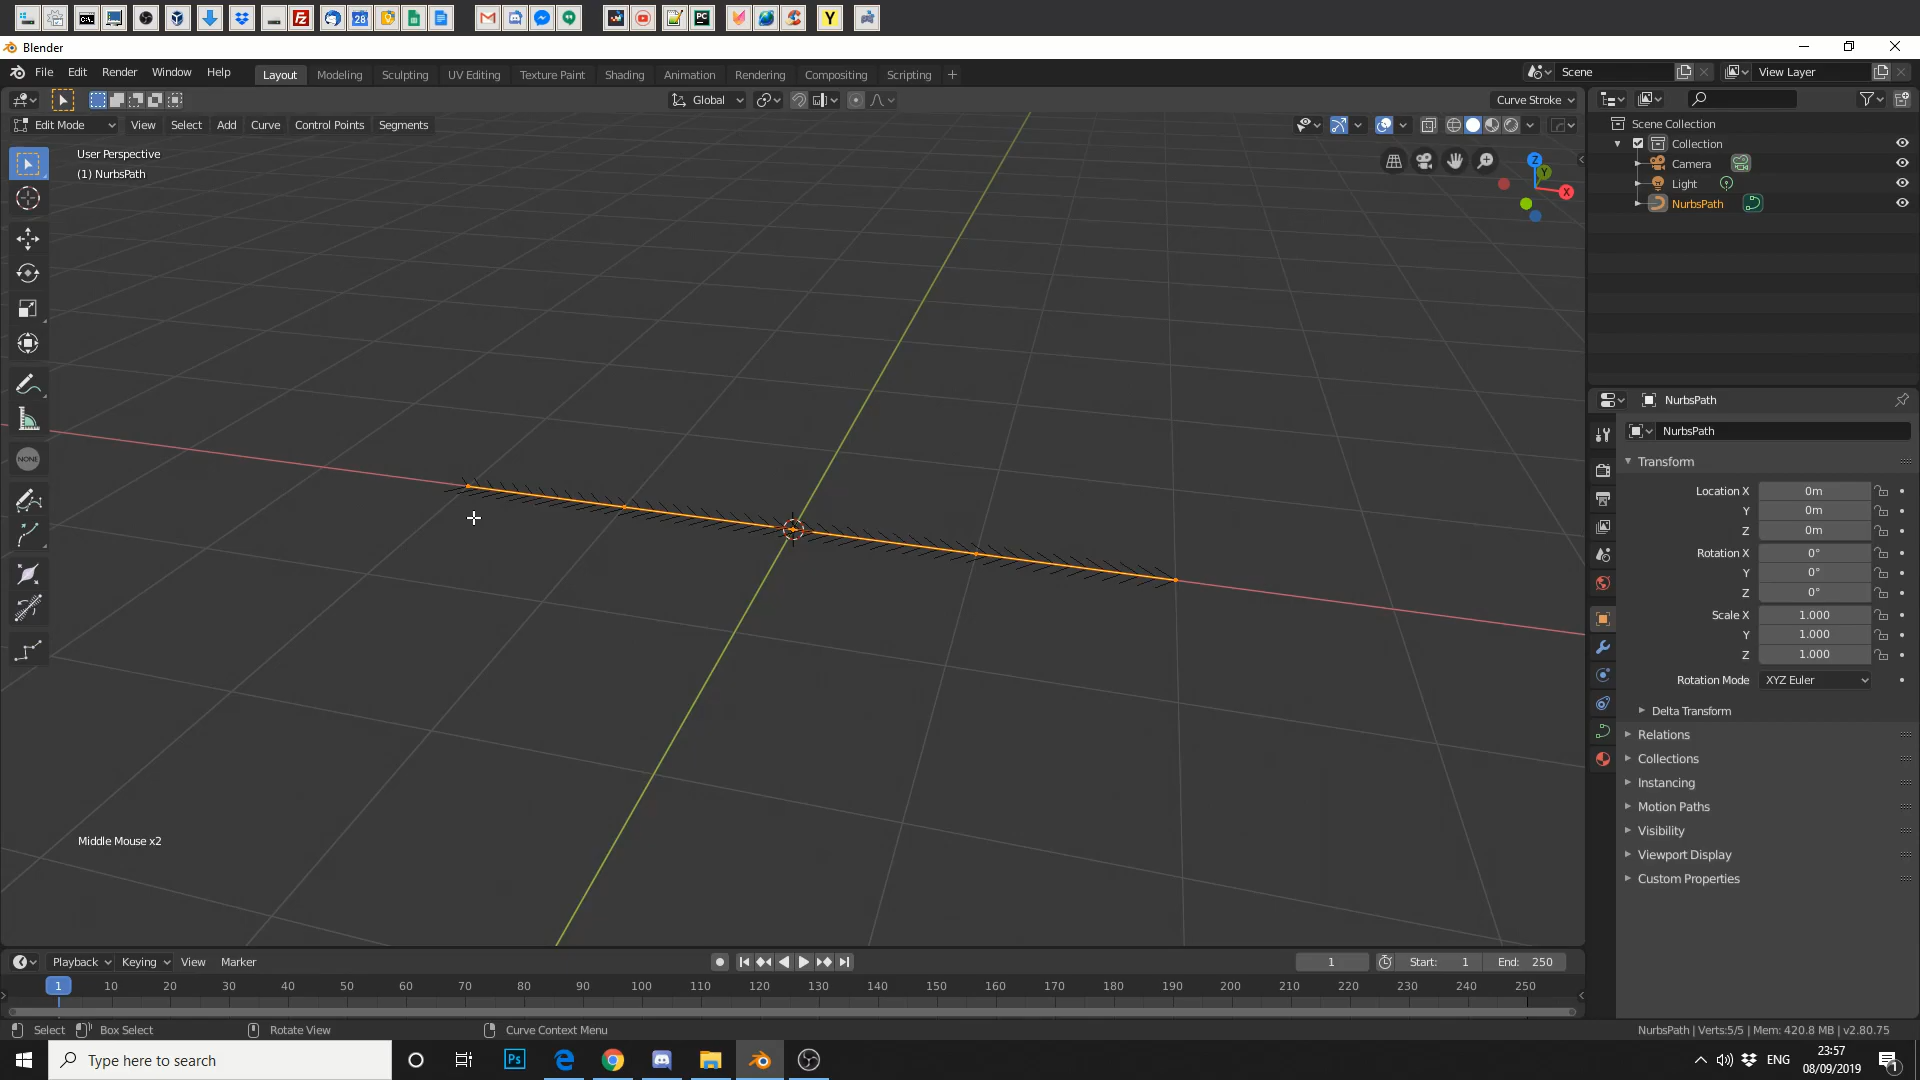 28
Ps
PC
Y
Blender
File Edit Render Window Help
Layout Modeling Sculpting UV Editing Texture Paint Shading Animation Rendering Compositing Scripting +
Scene
View Layer
Global
Curve Stroke
Edit Mode View Select Add Curve Control Points Segments
User Perspective
(1) NurbsPath
Z
Y
X
NONE
Middle Mouse x2
Scene Collection
Collection
Camera
Light
NurbsPath
NurbsPath
NurbsPath
Transform
Location X 0m
Y 0m
Z 0m
Rotation X 0°
Y 0°
Z 0°
Scale X 1.000
Y 1.000
Z 1.000
Rotation Mode XYZ Euler
Delta Transform
Relations
Collections
Instancing
Motion Paths
Visibility
Viewport Display
Custom Properties
Playback Keying View Marker
1 Start: 1 End: 250
1 10 20 30 40 50 60 70 80 90 100 110 120 130 140 150 160 170 180 190 200 210 220 230 240 250
Select Box Select Rotate View Curve Context Menu
NurbsPath | Verts:5/5 | Mem: 420.8 MB | v2.80.75
Type here to search
Ps
ENG
23:57
08/09/2019
1